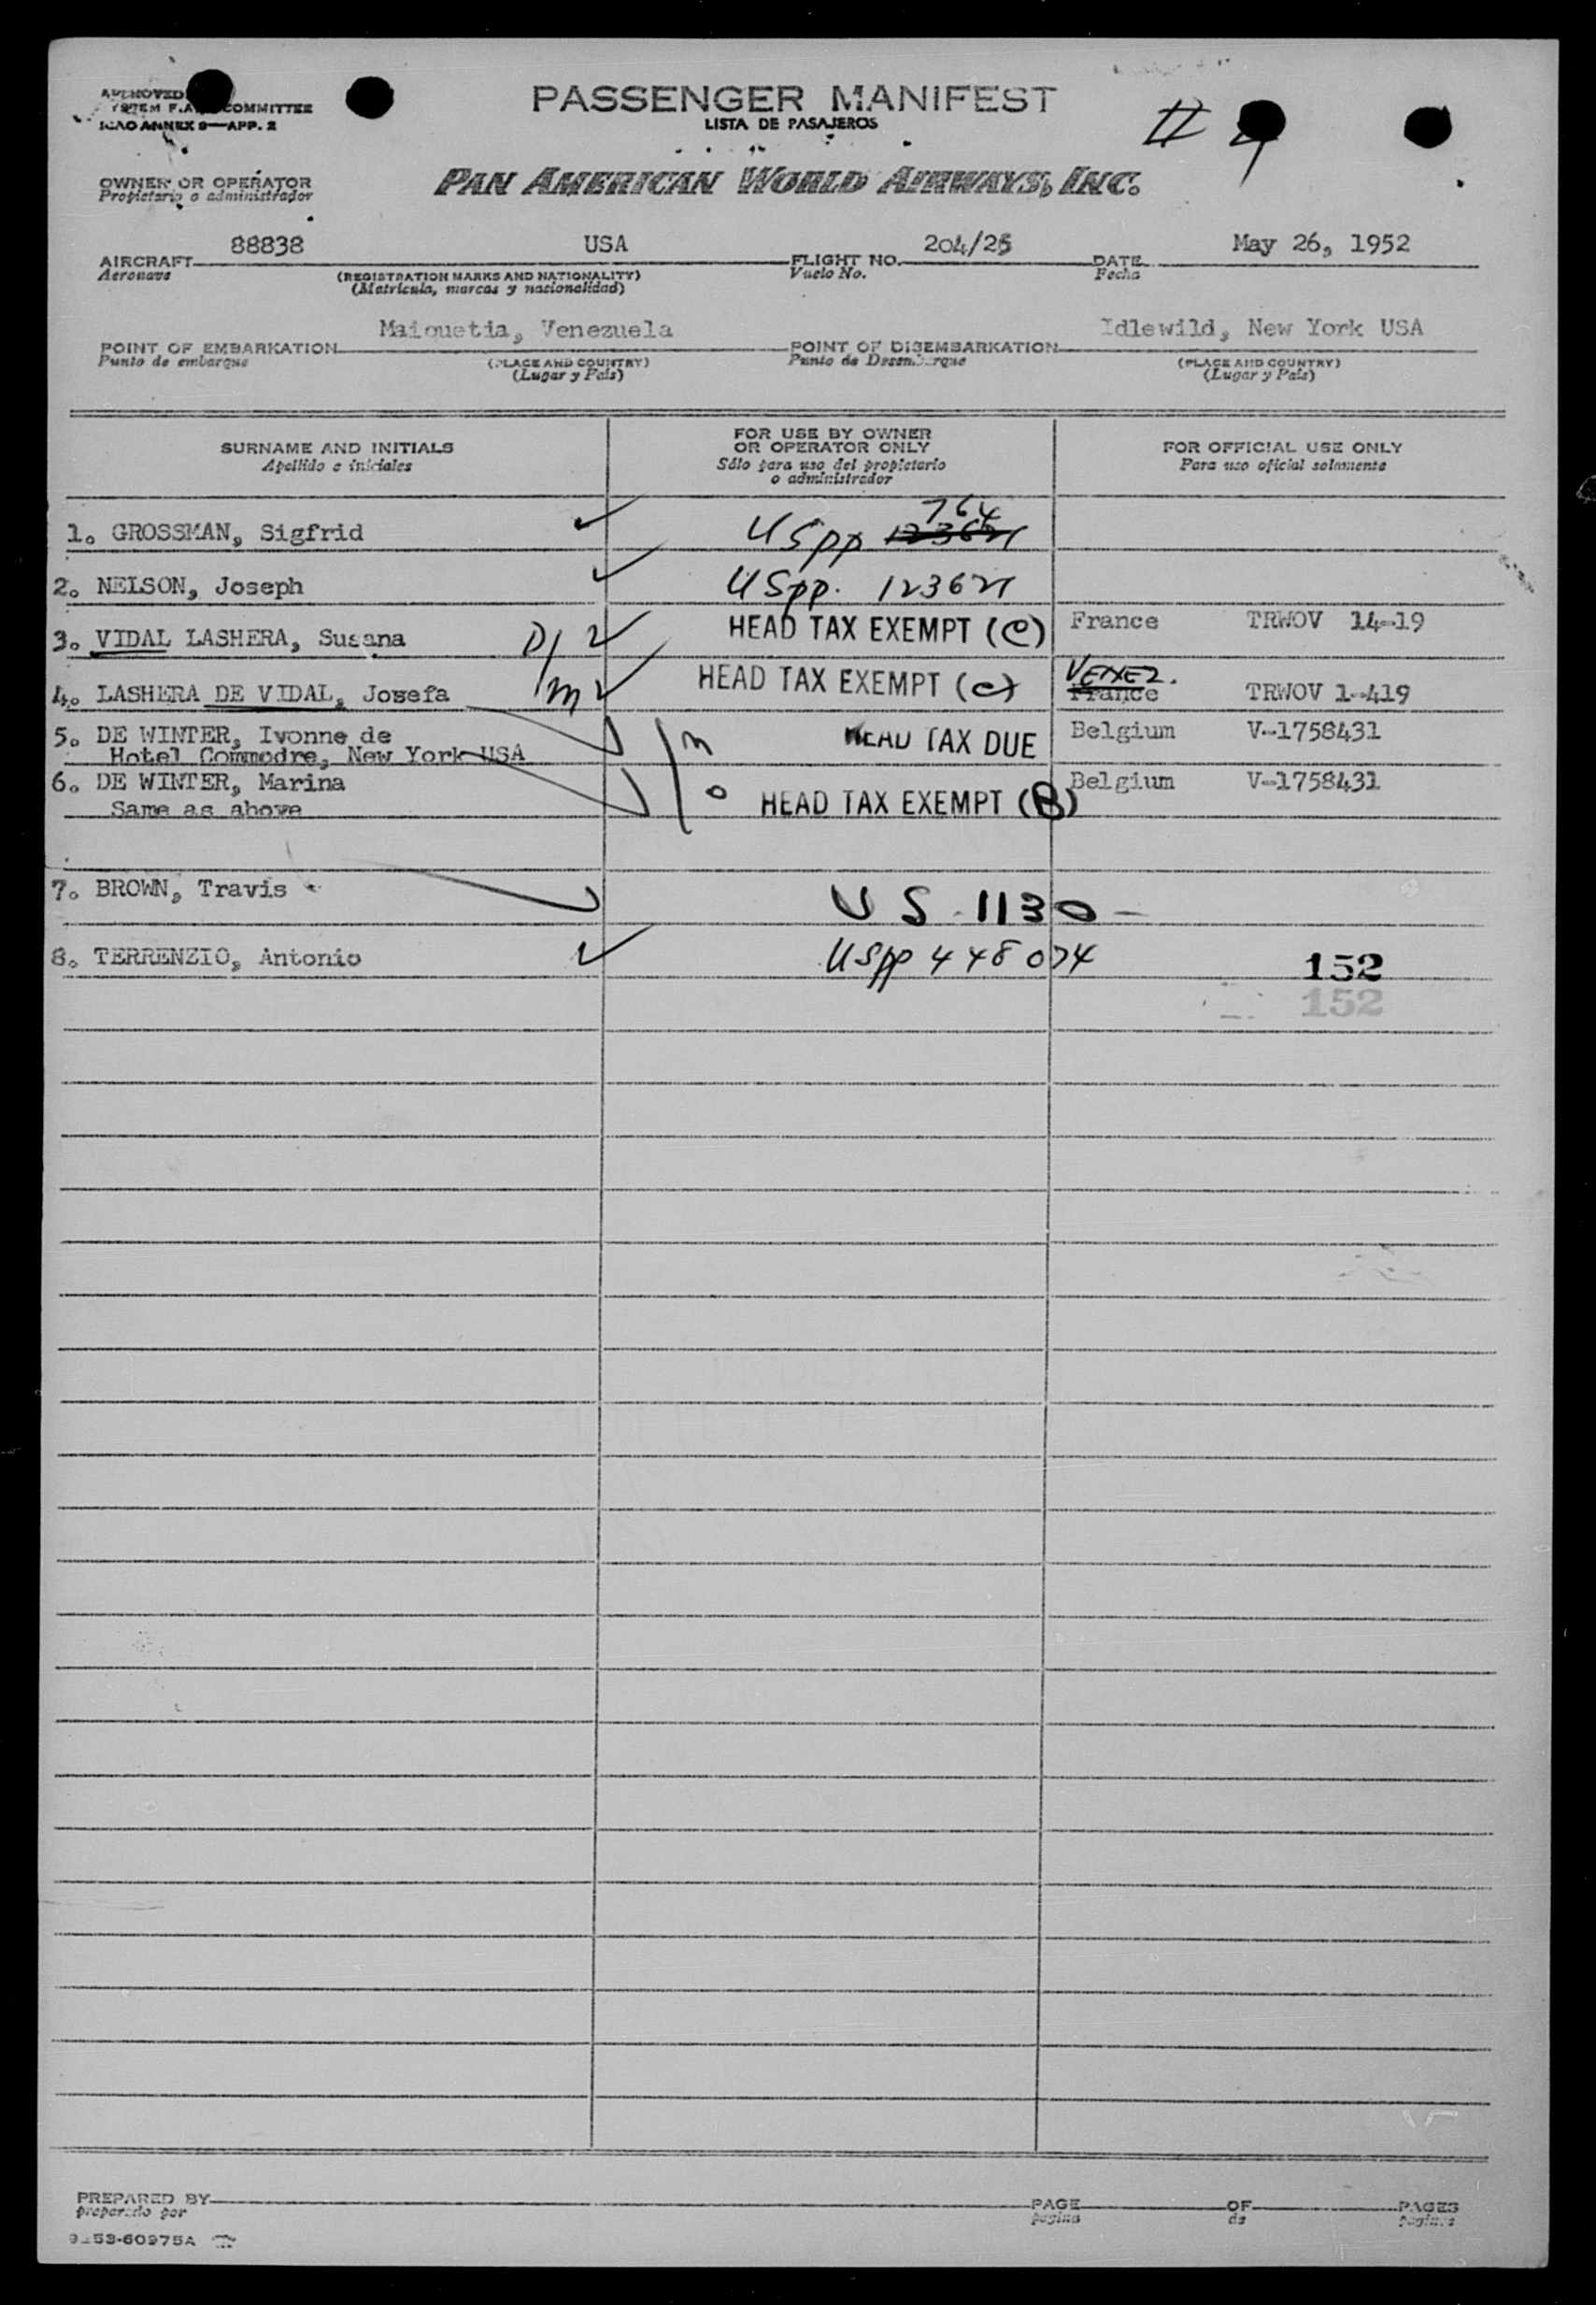 PASSENGER MANIFEST
LISTA DE PASAJEROS
COMMITTEE
ICAO ANNEX 9—APP. 2
OWNER OR OPERATOR
Propietario o administrador
PAN AMERICAN WORLD AIRWAYS, INC.
AIRCRAFT 88838 USA FLIGHT NO. 204/25 DATE May 26, 1952
Aeronave (REGISTRATION MARKS AND NATIONALITY) Vuelo No. Fecha
(Matricula, marcas y nacionalidad)
POINT OF EMBARKATION Maiquetia, Venezuela POINT OF DISEMBARKATION Idlewild, New York USA
Punto de embarque (PLACE AND COUNTRY) Punto de Desembarque (PLACE AND COUNTRY)
(Lugar y Pais) (Lugar y Pais)
SURNAME AND INITIALS
Apellido e iniciales
FOR USE BY OWNER
OR OPERATOR ONLY
Sólo para uso del propietario
o administrador
FOR OFFICIAL USE ONLY
Para uso oficial solamente
764
1. GROSSMAN, Sigfrid USpp
2. NELSON, Joseph USpp. 123621
3. VIDAL LASHERA, Susana D/ HEAD TAX EXEMPT (C) France TRWOV 14-19
VENEZ.
4. LASHERA DE VIDAL, Josefa /m HEAD TAX EXEMPT (C) France TRWOV 1-419
5. DE WINTER, Ivonne de m HEAD TAX DUE Belgium V-1758431
Hotel Commodre, New York USA
6. DE WINTER, Marina o HEAD TAX EXEMPT (B) Belgium V-1758431
Same as above
7. BROWN, Travis US 1130
8. TERRENZIO, Antonio USpp 448074 152
152
PREPARED BY PAGE OF PAGES
preparado por pagina de paginas